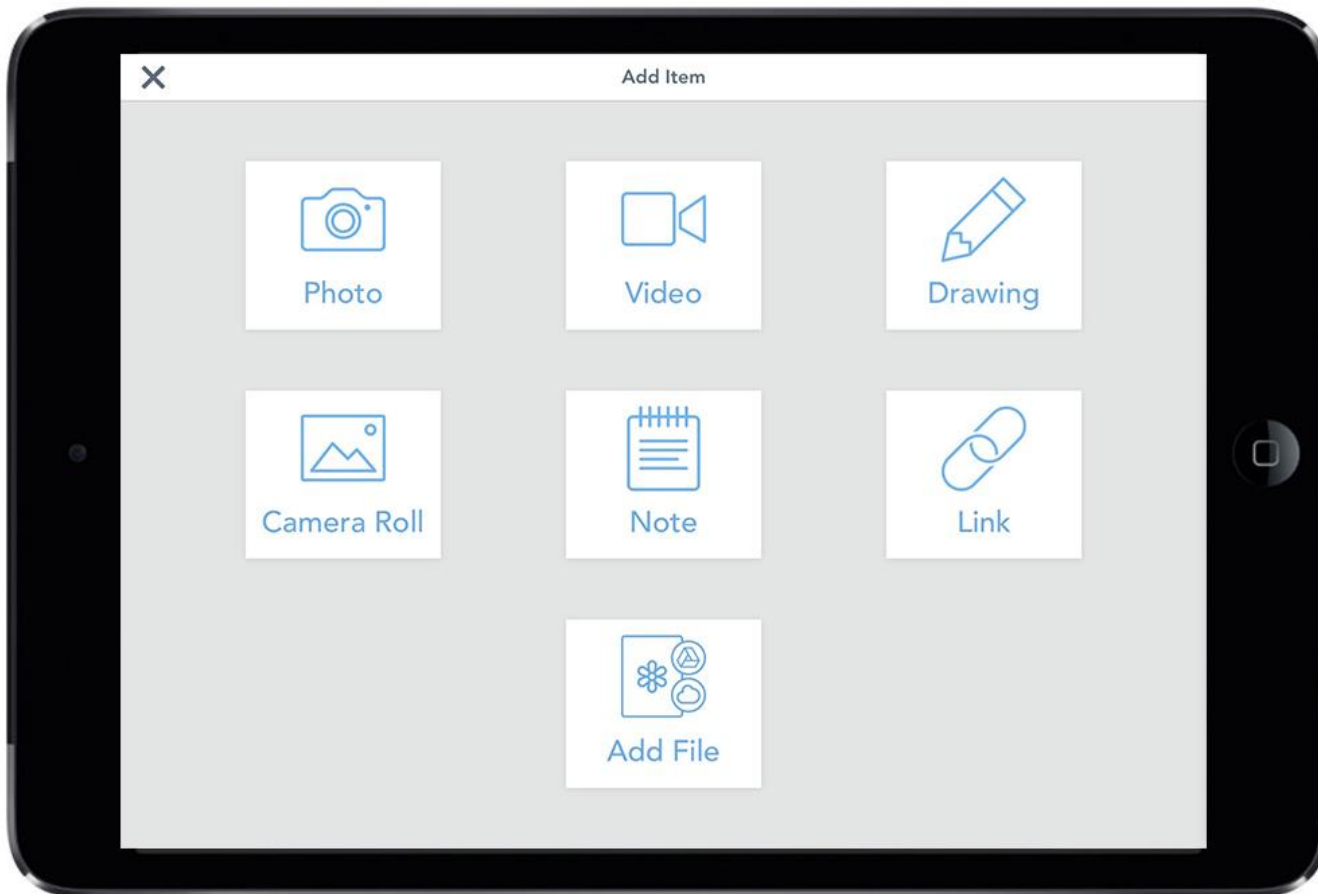 Add Item
Photo
Video
Drawing
Camera Roll
Note
Link
Add File